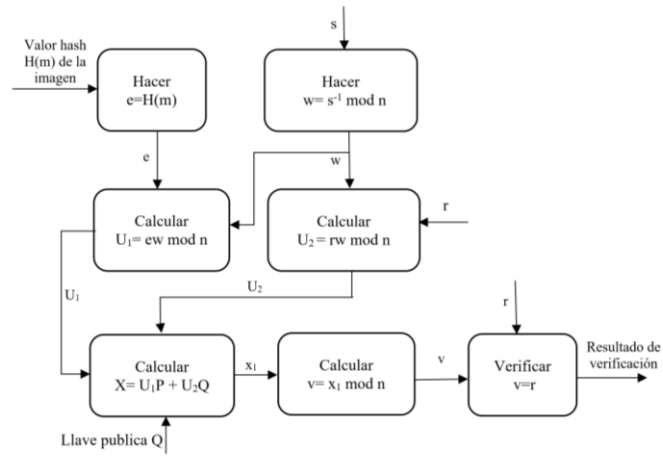 s
Valor hash
H(m) de la
imagen
Hacer
e=H(m)
Hacer
w= s⁻¹ mod n
e
w
Calcular
U₁= ew mod n
Calcular
U₂ = rw mod n
r
U₁
U₂
r
Calcular
X= U₁P + U₂Q
x₁
Calcular
v= x₁ mod n
v
Verificar
v=r
Resultado de
verificación
Llave publica Q